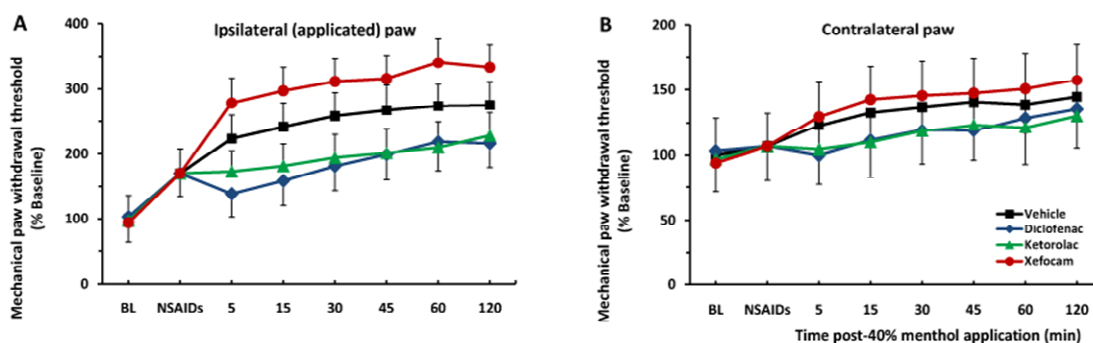 A
Ipsilateral (applicated) paw
Mechanical paw withdrawal threshold
(% Baseline)
400
300
200
100
0
BL NSAIDs 5 15 30 45 60 120
B
Contralateral paw
Mechanical paw withdrawal threshold
(% Baseline)
200
150
100
50
0
Vehicle
Diclofenac
Ketorolac
Xefocam
BL NSAIDs 5 15 30 45 60 120
Time post-40% menthol application (min)